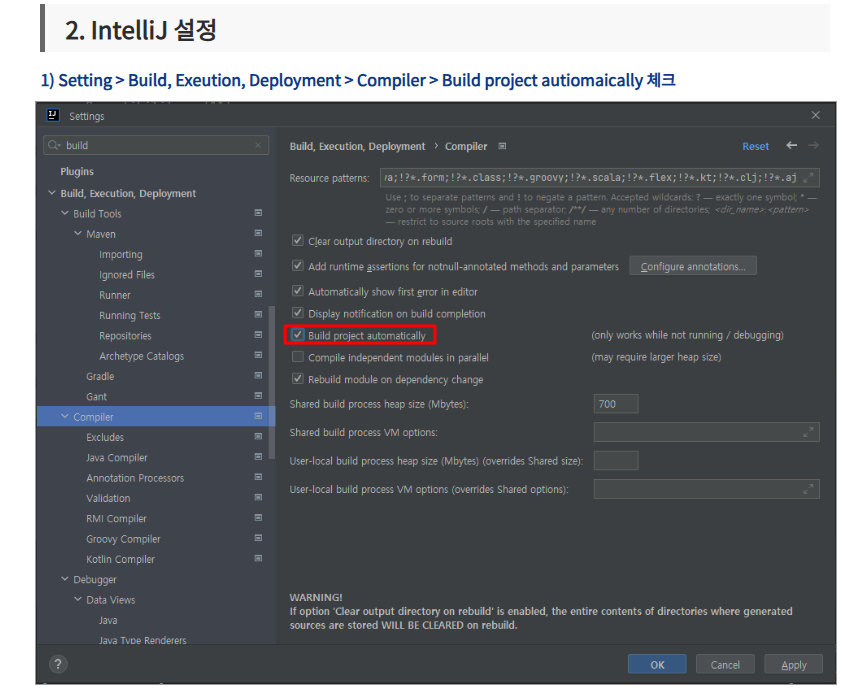 2. IntelliJ 설정
1) Setting > Build, Exeution, Deployment > Compiler > Build project autiomaically 체크
Settings
build
Plugins
Build, Execution, Deployment
Build Tools
Maven
Importing
Ignored Files
Runner
Running Tests
Repositories
Archetype Catalogs
Gradle
Gant
Compiler
Excludes
Java Compiler
Annotation Processors
Validation
RMI Compiler
Groovy Compiler
Kotlin Compiler
Debugger
Data Views
Java
Java Type Renderers
Build, Execution, Deployment › Compiler
Reset
Resource patterns: a;!?*.form;!?*.class;!?*.groovy;!?*.scala;!?*.flex;!?*.kt;!?*.clj;!?*.aj
Use ; to separate patterns and ! to negate a pattern. Accepted wildcards: ? — exactly one symbol; * —
zero or more symbols; / — path separator; /**/ — any number of directories; <dir_name>:<pattern>
— restrict to source roots with the specified name
Clear output directory on rebuild
Add runtime assertions for notnull-annotated methods and parameters Configure annotations...
Automatically show first error in editor
Display notification on build completion
Build project automatically (only works while not running / debugging)
Compile independent modules in parallel (may require larger heap size)
Rebuild module on dependency change
Shared build process heap size (Mbytes): 700
Shared build process VM options:
User-local build process heap size (Mbytes) (overrides Shared size):
User-local build process VM options (overrides Shared options):
WARNING!
If option 'Clear output directory on rebuild' is enabled, the entire contents of directories where generated
sources are stored WILL BE CLEARED on rebuild.
?
OK Cancel Apply